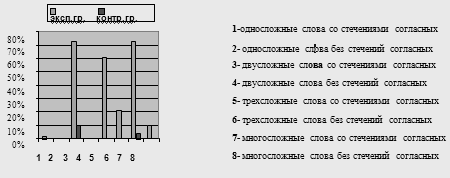 эксп.гр. контр.гр.
80%
70%
60%
50%
40%
30%
20%
10%
0%
1 2 3 4 5 6 7 8
1-односложные слова со стечениями согласных
2- односложные слова без стечений согласных
3- двусложные слова со стечениями согласных
4- двусложные слова без стечений согласных
5- трехсложные слова со стечениями согласных
6- трехсложные слова без стечений согласных
7- многосложные слова со стечениями согласных
8- многосложные слова без стечений согласных